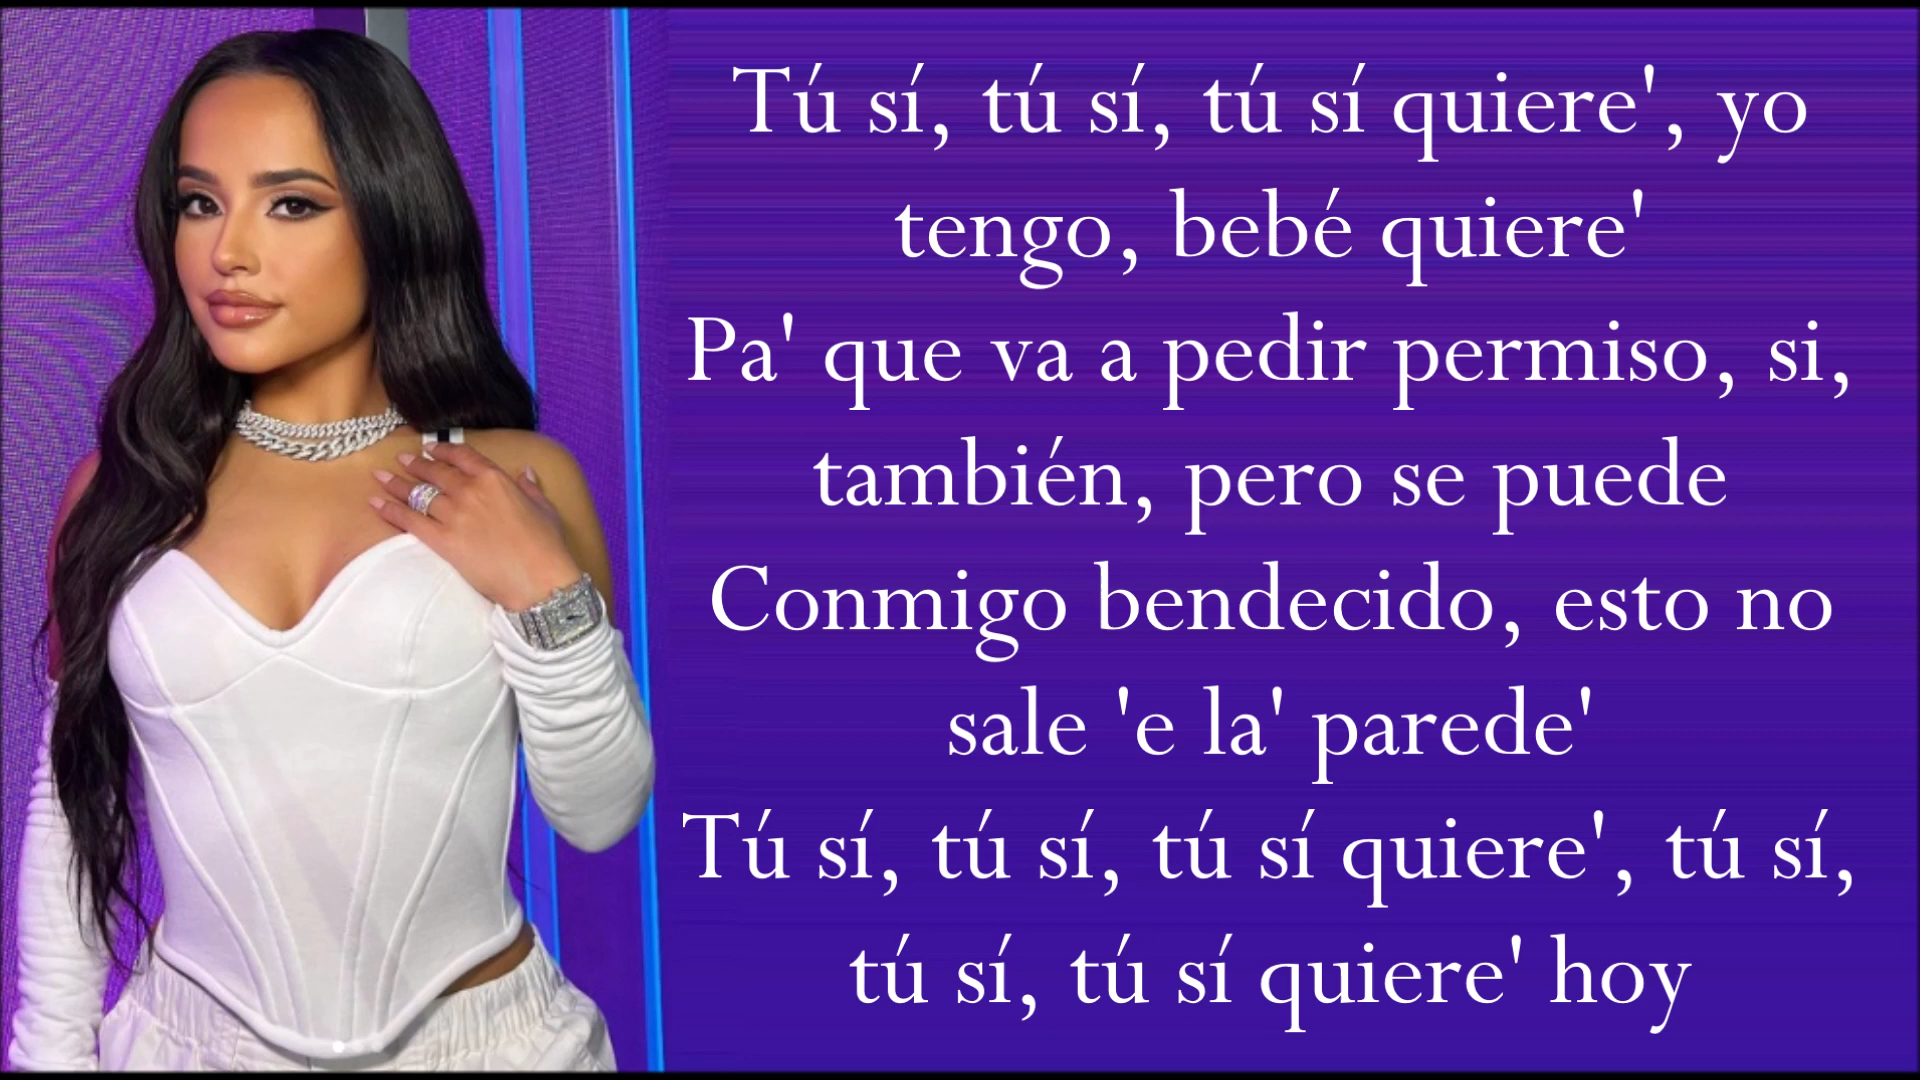 Tú sí, tú sí, tú sí quiere', yo
tengo, bebé quiere'
Pa' que va a pedir permiso, si,
también, pero se puede
Conmigo bendecido, esto no
sale 'e la' parede'
Tú sí, tú sí, tú sí quiere', tú sí,
tú sí, tú sí quiere' hoy